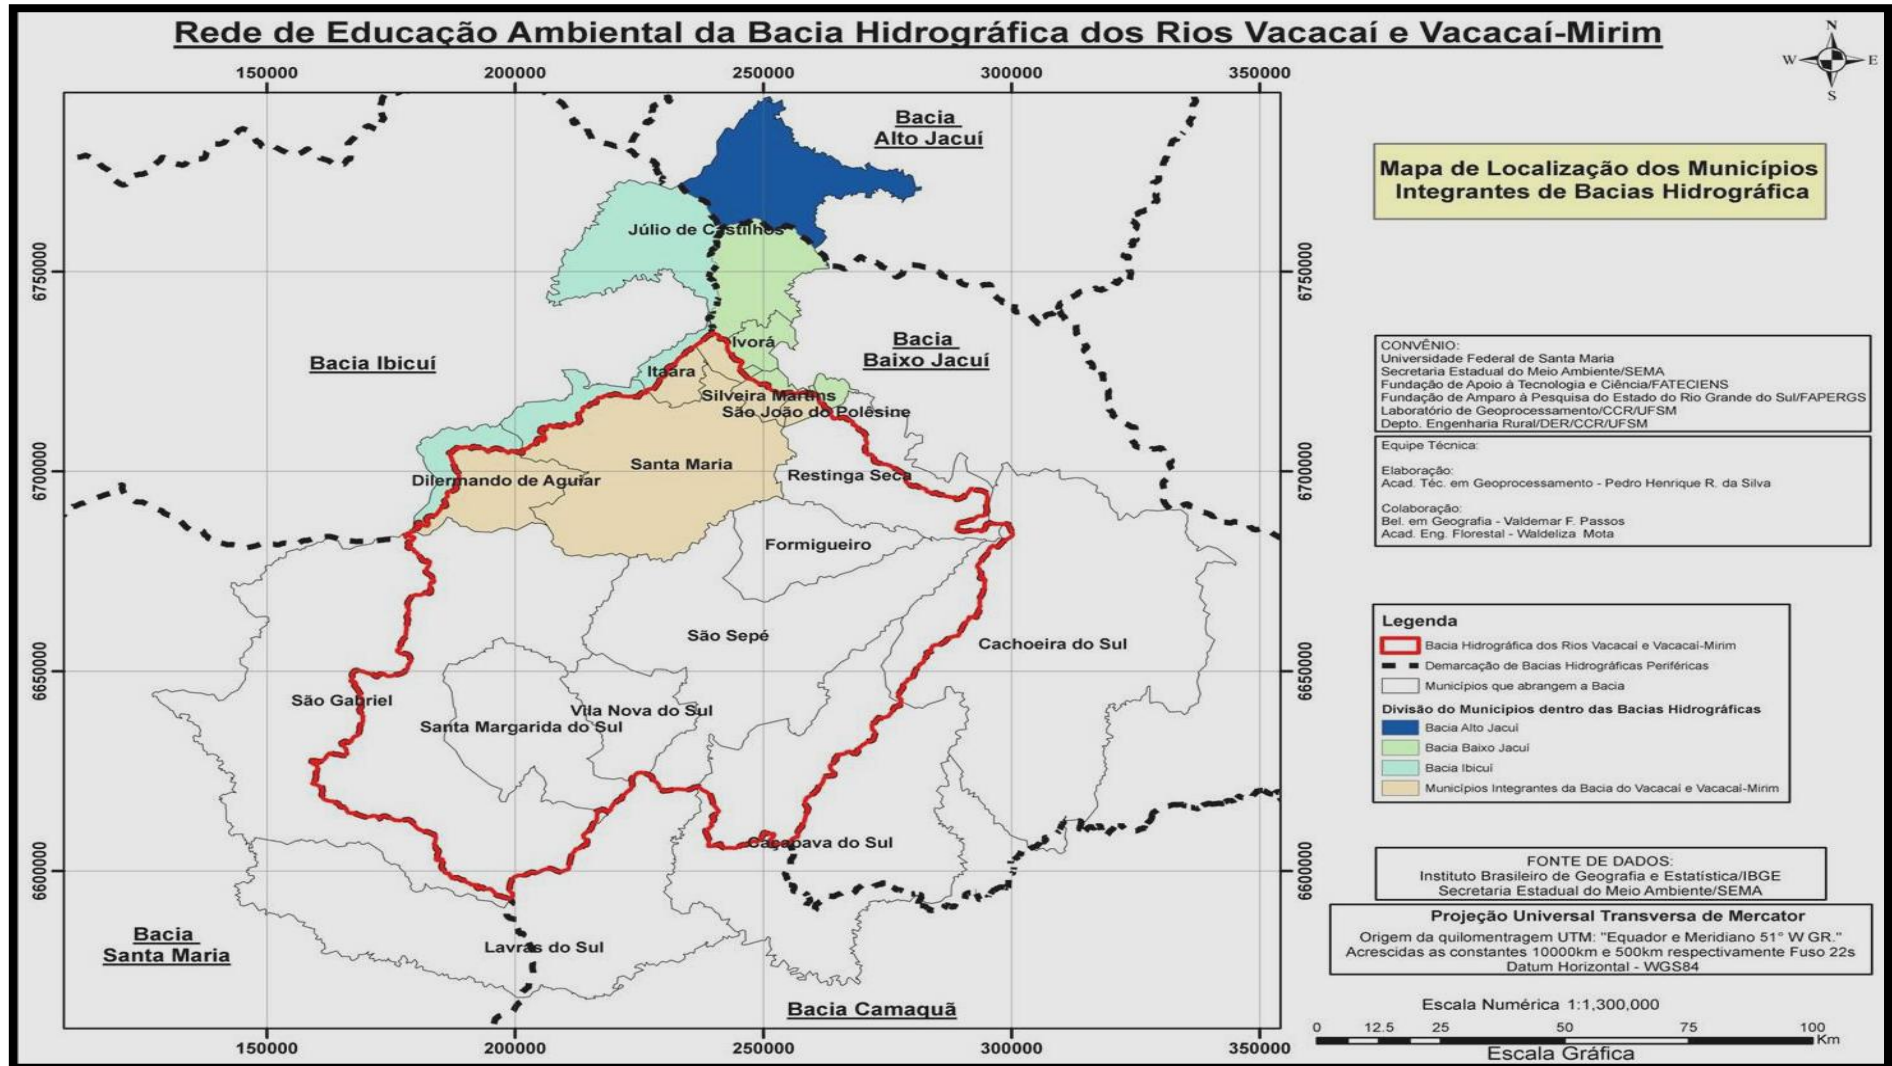 Rede de Educação Ambiental da Bacia Hidrográfica dos Rios Vacacaí e Vacacaí-Mirim
N
W E
S
150000 200000 250000 300000 350000
Bacia
Alto Jacuí
Mapa de Localização dos Municípios
Integrantes de Bacias Hidrográfica
Júlio de Castilhos
6750000
6750000
Ivorá
Bacia
Baixo Jacuí
Bacia Ibicuí
Itaara
Silveira Martins
São João do Polêsine
Santa Maria
Restinga Seca
6700000
6700000
Dilermando de Aguiar
Formigueiro
São Sepé
Cachoeira do Sul
6650000
6650000
São Gabriel
Vila Nova do Sul
Santa Margarida do Sul
Caçapava do Sul
6600000
6600000
Bacia
Santa Maria
Lavras do Sul
Bacia Camaquã
150000 200000 250000 300000 350000
CONVÊNIO:
Universidade Federal de Santa Maria
Secretaria Estadual do Meio Ambiente/SEMA
Fundação de Apoio à Tecnologia e Ciência/FATECIENS
Fundação de Amparo à Pesquisa do Estado do Rio Grande do Sul/FAPERGS
Laboratório de Geoprocessamento/CCR/UFSM
Depto. Engenharia Rural/DER/CCR/UFSM
Equipe Técnica:
Elaboração:
Acad. Téc. em Geoprocessamento - Pedro Henrique R. da Silva
Colaboração:
Bel. em Geografia - Valdemar F. Passos
Acad. Eng. Florestal - Waldeliza Mota
Legenda
Bacia Hidrográfica dos Rios Vacacaí e Vacacaí-Mirim
Demarcação de Bacias Hidrográficas Periféricas
Municípios que abrangem a Bacia
Divisão do Municípios dentro das Bacias Hidrográficas
Bacia Alto Jacuí
Bacia Baixo Jacuí
Bacia Ibicuí
Municípios Integrantes da Bacia do Vacacaí e Vacacaí-Mirim
FONTE DE DADOS:
Instituto Brasileiro de Geografia e Estatística/IBGE
Secretaria Estadual do Meio Ambiente/SEMA
Projeção Universal Transversa de Mercator
Origem da quilomentragem UTM: "Equador e Meridiano 51° W GR."
Acrescidas as constantes 10000km e 500km respectivamente Fuso 22s
Datum Horizontal - WGS84
Escala Numérica 1:1,300,000
0 12.5 25 50 75 100
Km
Escala Gráfica